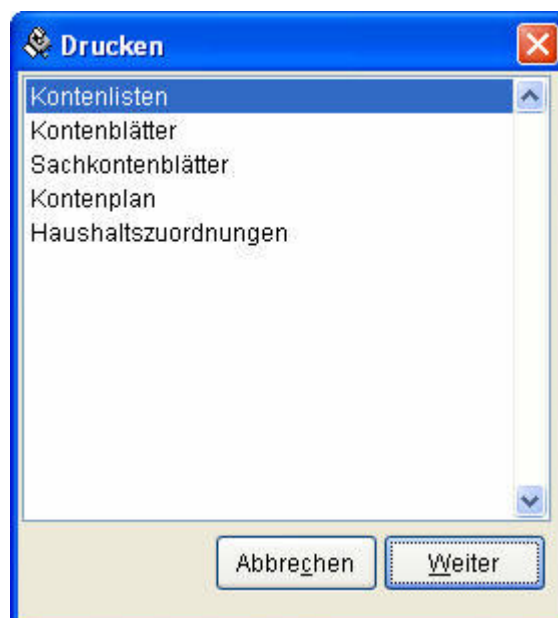 Drucken
Kontenlisten
Kontenblätter
Sachkontenblätter
Kontenplan
Haushaltszuordnungen
Abbrechen Weiter